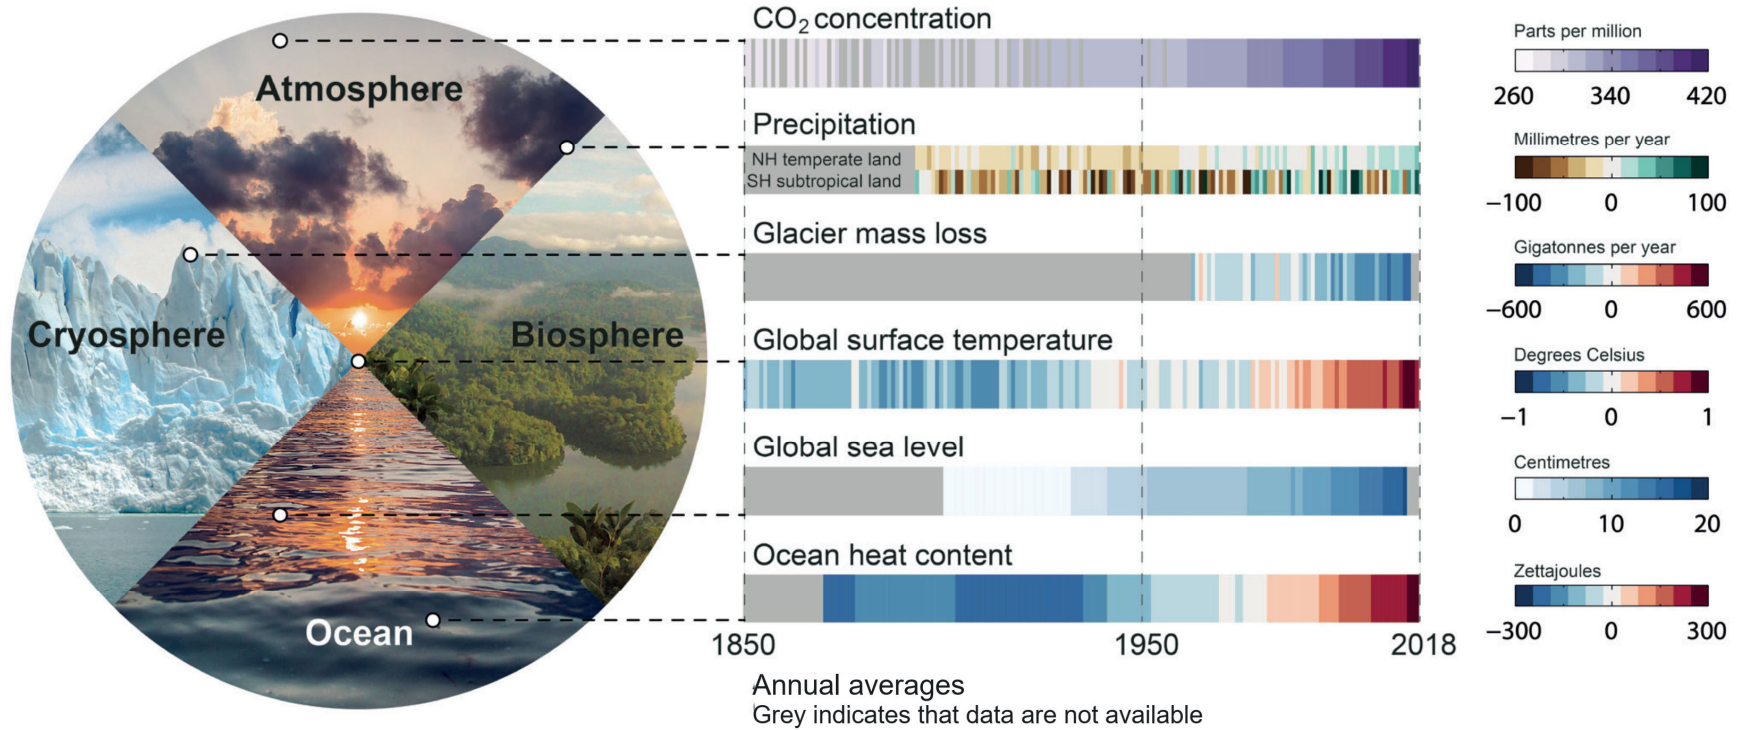 CO2 concentration
Parts per million
260 340 420
Atmosphere
Precipitation
NH temperate land
SH subtropical land
Millimetres per year
−100 0 100
Glacier mass loss
Gigatonnes per year
−600 0 600
Cryosphere
Biosphere
Global surface temperature
Degrees Celsius
−1 0 1
Global sea level
Centimetres
0 10 20
Ocean heat content
Zettajoules
−300 0 300
Ocean
1850 1950 2018
Annual averages
Grey indicates that data are not available